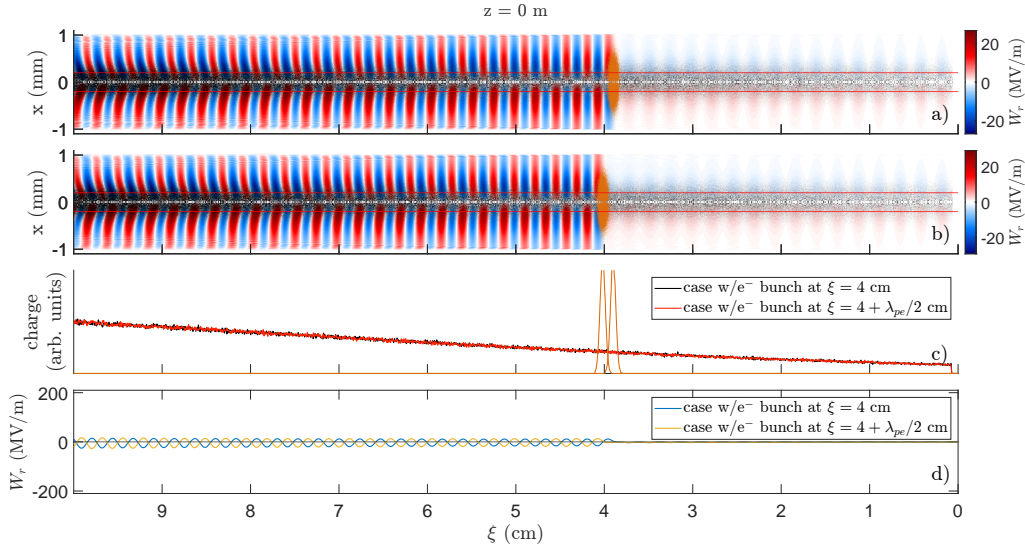 z = 0 m
1
0
-1
x (mm)
a)
20
0
-20
W_r (MV/m)
1
0
-1
x (mm)
b)
20
0
-20
W_r (MV/m)
charge
(arb. units)
case w/e⁻ bunch at ξ = 4 cm
case w/e⁻ bunch at ξ = 4 + λ_pe/2 cm
c)
200
0
-200
W_r (MV/m)
case w/e⁻ bunch at ξ = 4 cm
case w/e⁻ bunch at ξ = 4 + λ_pe/2 cm
d)
9 8 7 6 5 4 3 2 1 0
ξ (cm)